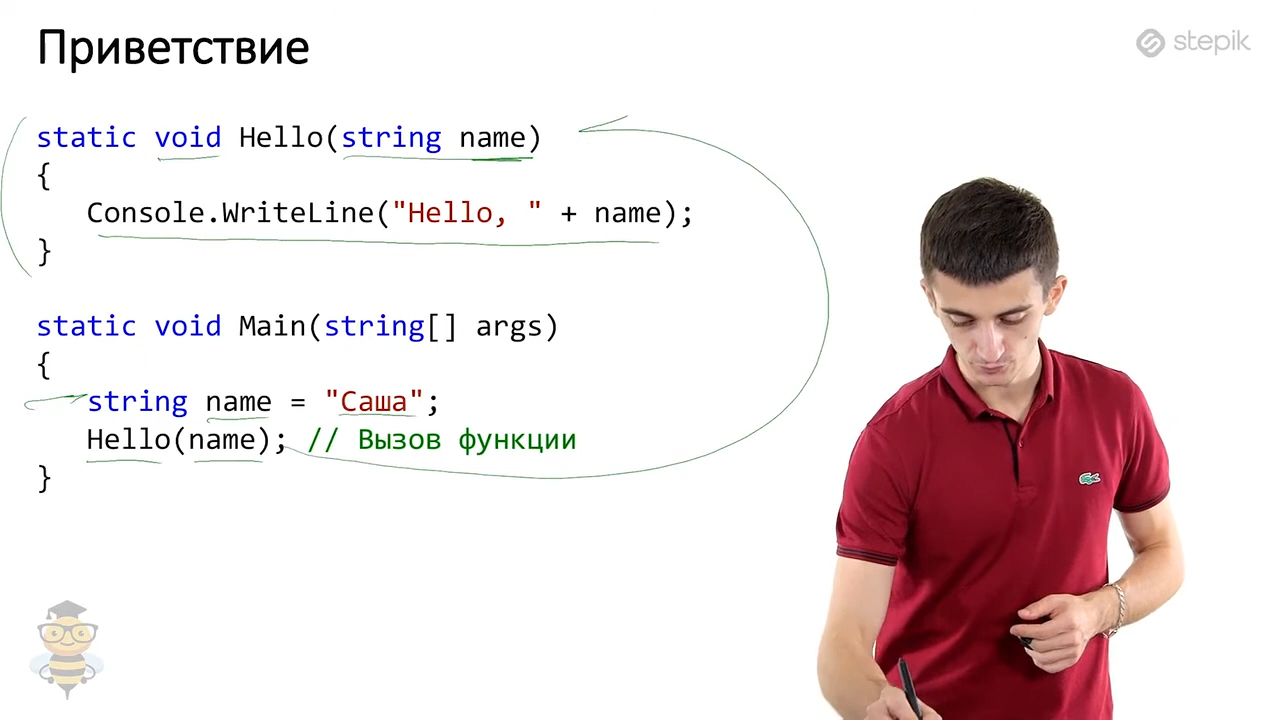 Приветствие
stepik
static void Hello(string name)
{
Console.WriteLine("Hello, " + name);
}
static void Main(string[] args)
{
string name = "Саша";
Hello(name); // Вызов функции
}